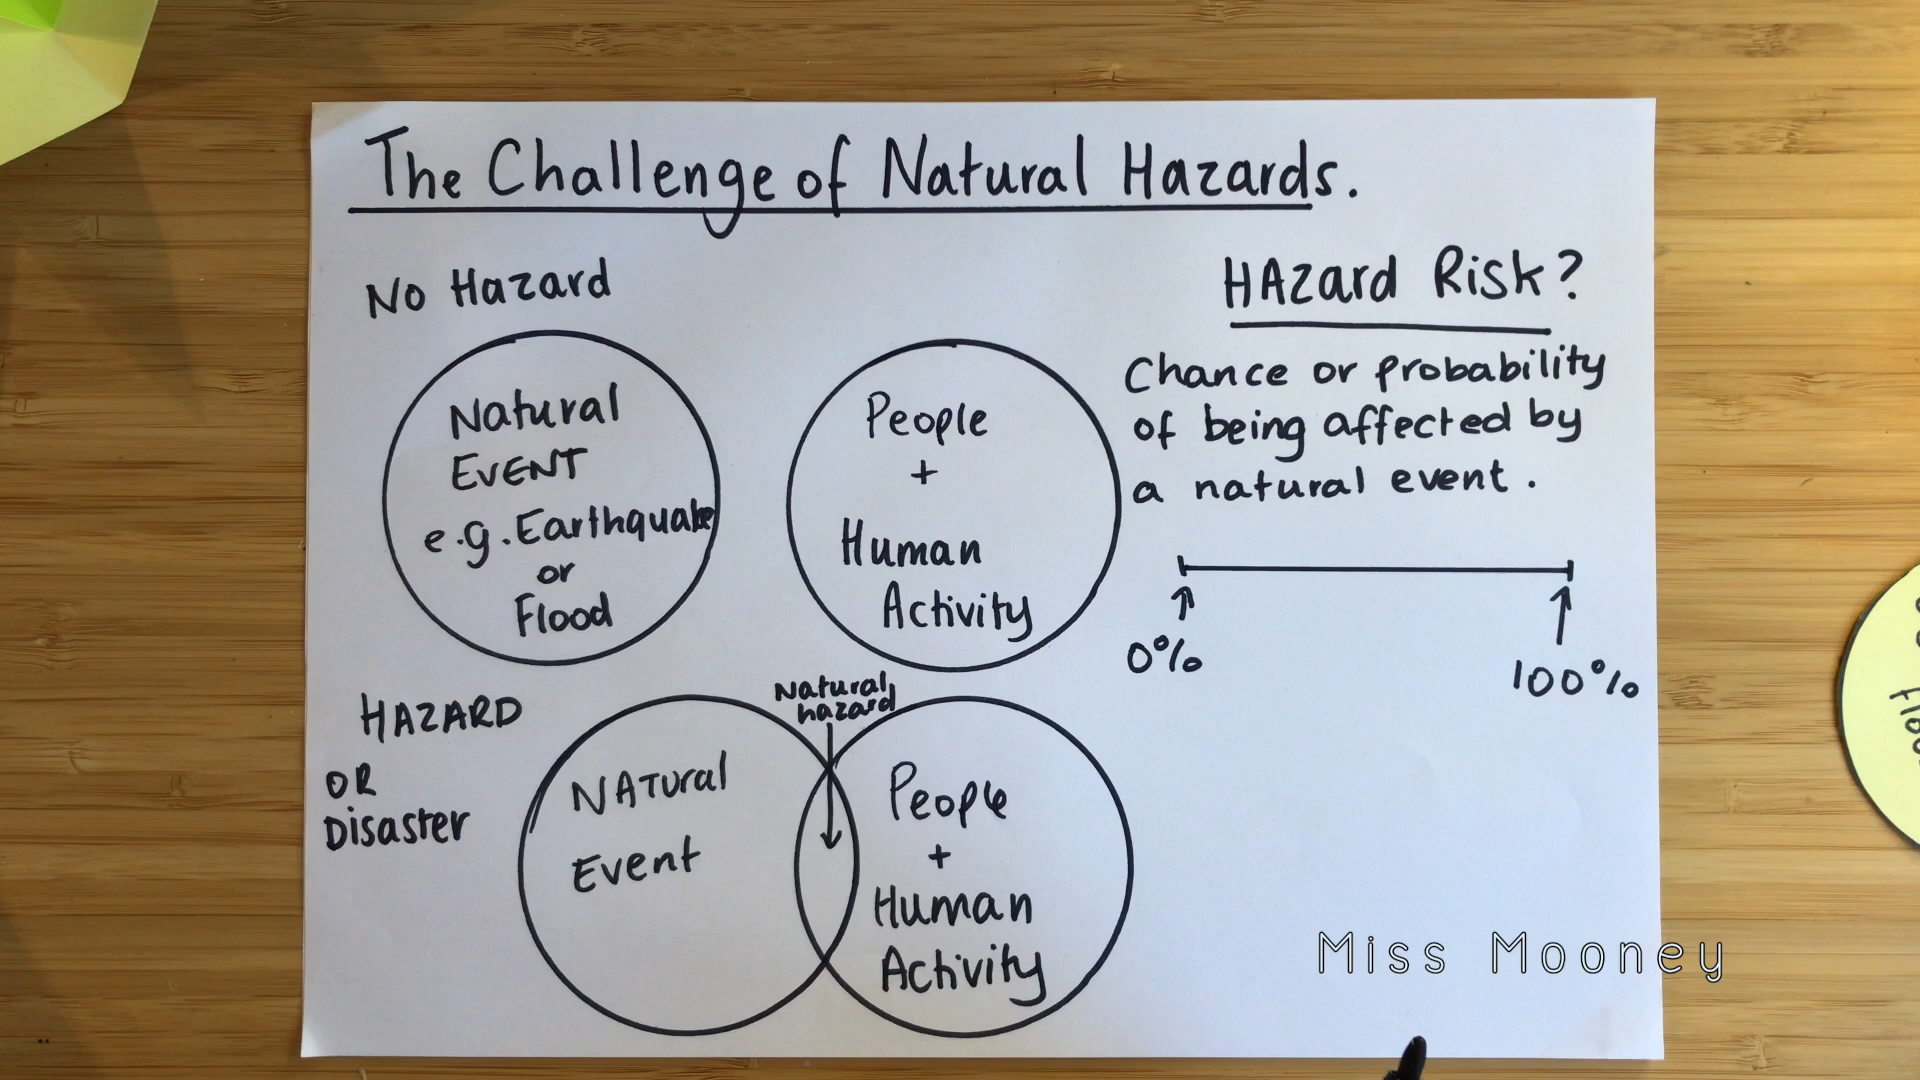 The Challenge of Natural Hazards.
No Hazard
Natural
EVENT
e.g. Earthquake
or
Flood
People
+
Human
Activity
HAzard Risk?
Chance or probability
of being affected by
a natural event.
0%
100%
HAZARD
OR
Disaster
Natural
hazard
NATural
Event
People
+
Human
Activity
Miss Mooney